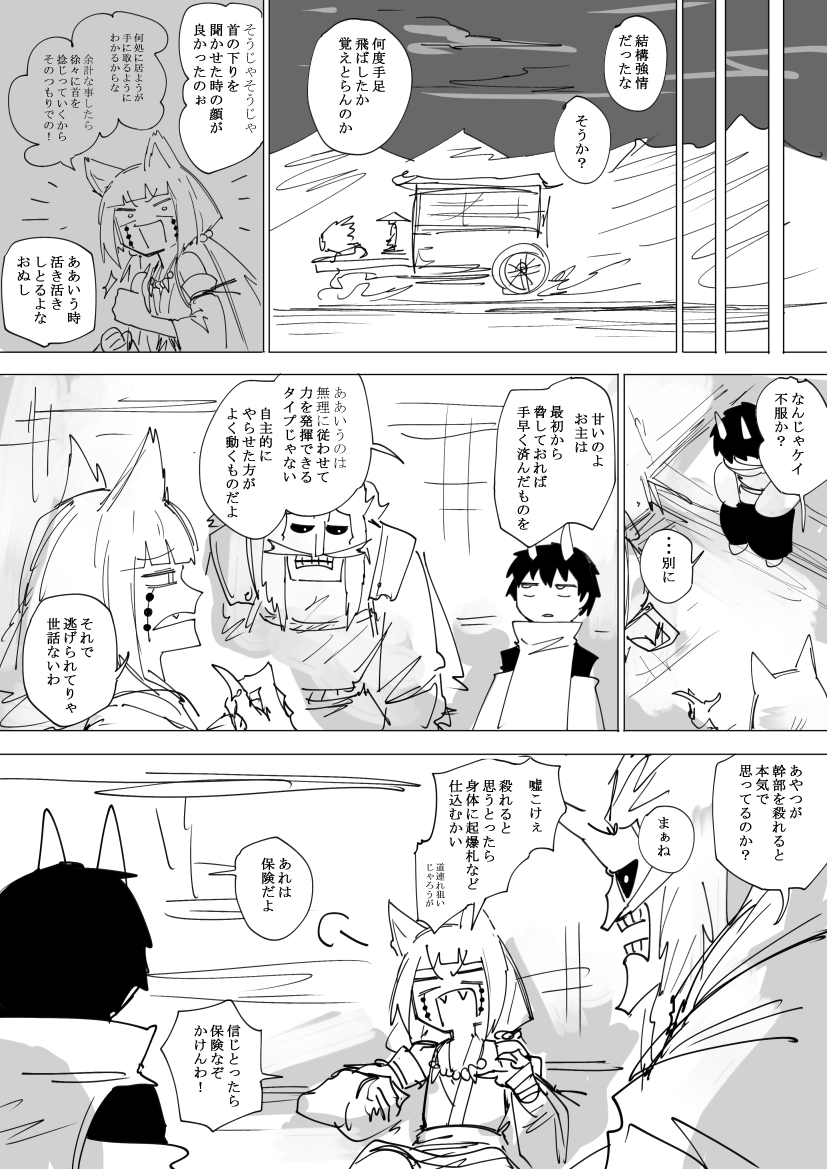 結構強情
だったな
そうか?
何度手足
飛ばしたか
覚えとらんのか
そうじゃそうじゃ
首の下りを
聞かせた時の顔が
良かったのぉ
何処に居ようが
手に取るように
わかるからな
余計な事したら
徐々に首を
捻じっていくから
そのつもりでの!
ああいう時
活き活き
しとるよな
おぬし
なんじゃケイ
不服か?
・・・別に
甘いのよ
お主は
最初から
脅しておれば
手早く済んだものを
ああいうのは
無理に従わせて
力を発揮できる
タイプじゃない
自主的に
やらせた方が
よく動くものだよ
それで
逃げられてりゃ
世話ないわ
あやつが
幹部を殺れると
本気で
思ってるのか?
まぁね
嘘こけぇ
殺れると
思うとったら
身体に起爆札など
仕込むかい
道連れ狙い
じゃろうが
あれは
保険だよ
信じとったら
保険なぞ
かけんわ!